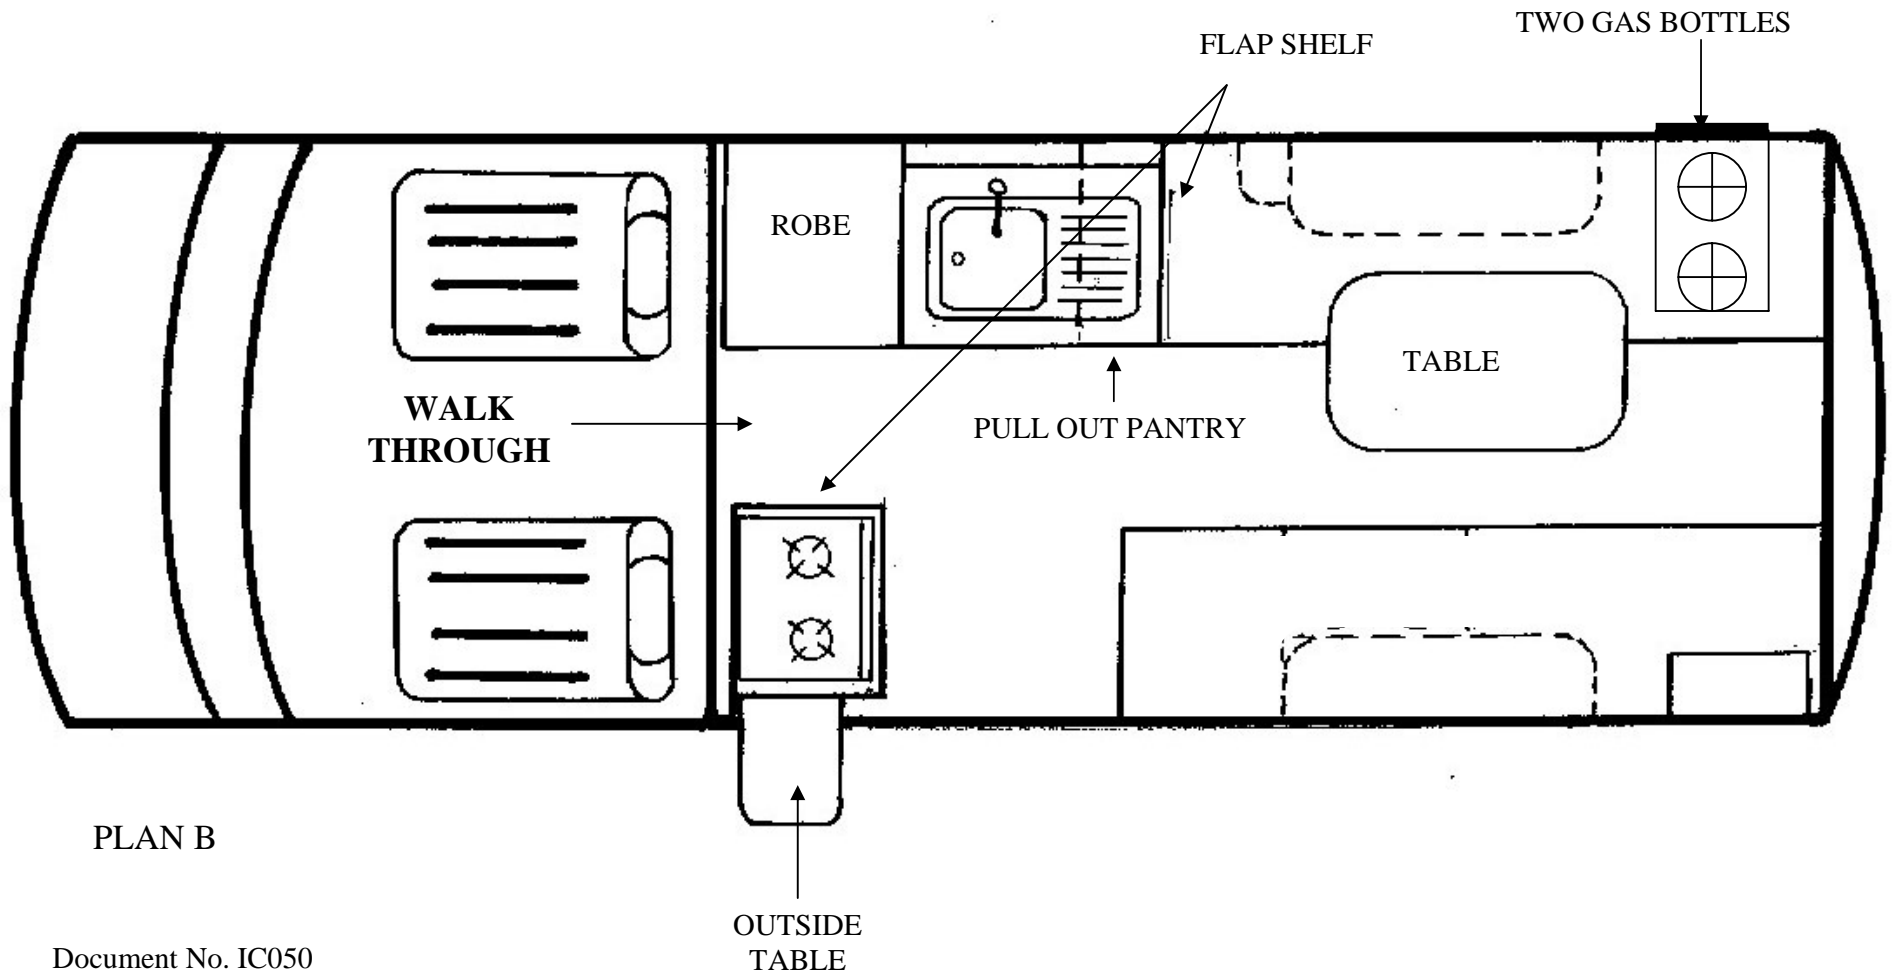 TWO GAS BOTTLES
FLAP SHELF
ROBE
TABLE
WALK
THROUGH
PULL OUT PANTRY
PLAN B
OUTSIDE
TABLE
Document No. IC050